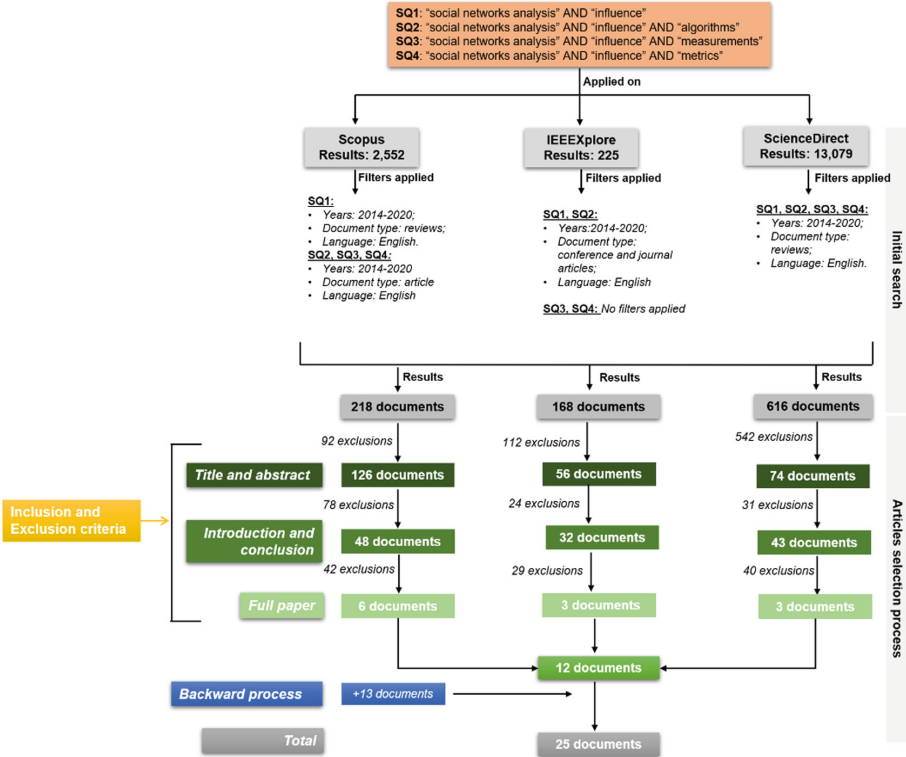 SQ1: “social networks analysis” AND “influence”
SQ2: “social networks analysis” AND “influence” AND “algorithms”
SQ3: “social networks analysis” AND “influence” AND “measurements”
SQ4: “social networks analysis” AND “influence” AND “metrics”
Applied on
Scopus
Results: 2,552
IEEEXplore
Results: 225
ScienceDirect
Results: 13,079
Filters applied
Filters applied
Filters applied
SQ1:
• Years: 2014-2020;
• Document type: reviews;
• Language: English.
SQ2, SQ3, SQ4:
• Years: 2014-2020
• Document type: article
• Language: English
SQ1, SQ2:
• Years:2014-2020;
• Document type:
conference and journal
articles;
• Language: English
SQ3, SQ4: No filters applied
SQ1, SQ2, SQ3, SQ4:
• Years: 2014-2020;
• Document type:
reviews;
• Language: English.
Initial search
Results
Results
Results
218 documents
168 documents
616 documents
92 exclusions
112 exclusions
542 exclusions
Title and abstract
126 documents
56 documents
74 documents
78 exclusions
24 exclusions
31 exclusions
Inclusion and
Exclusion criteria
Introduction and
conclusion
48 documents
32 documents
43 documents
42 exclusions
29 exclusions
40 exclusions
Full paper
6 documents
3 documents
3 documents
Articles selection process
12 documents
Backward process
+13 documents
Total
25 documents